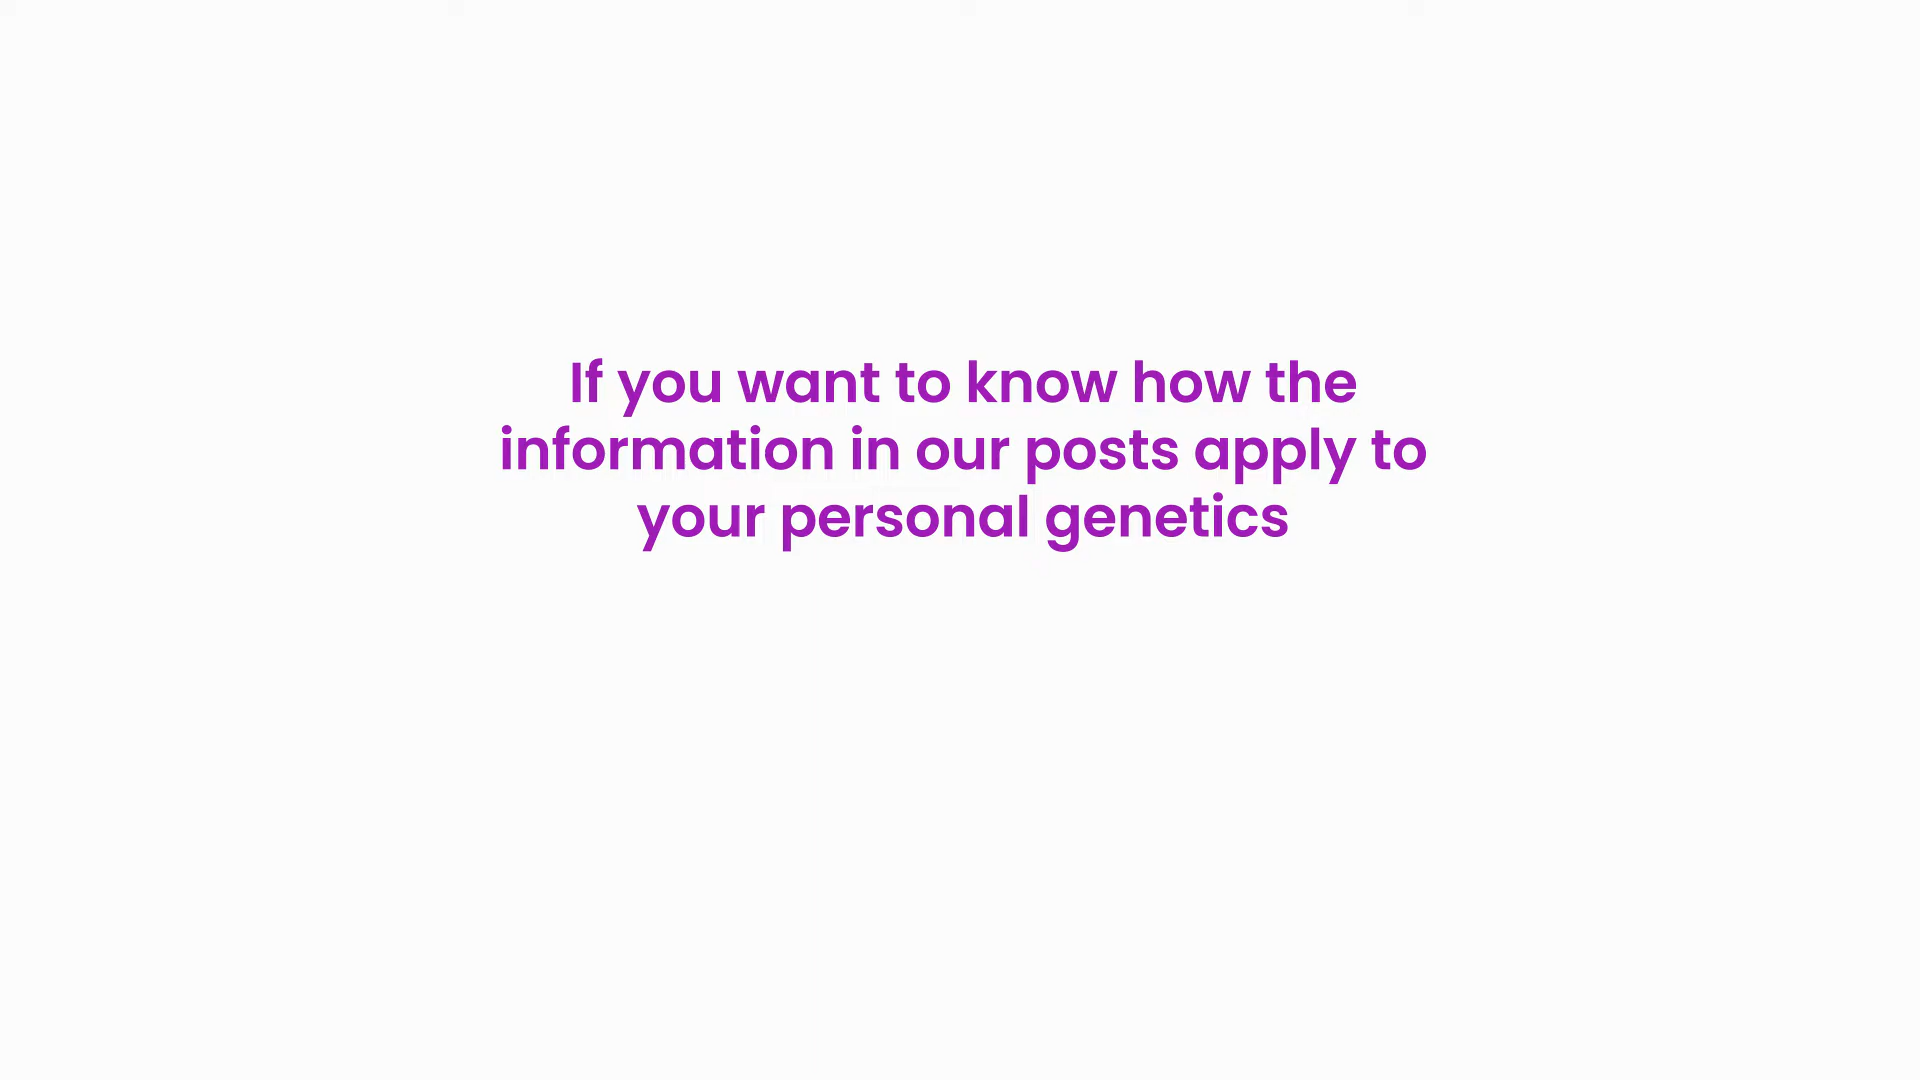 If you want to know how the
information in our posts apply to
your personal genetics